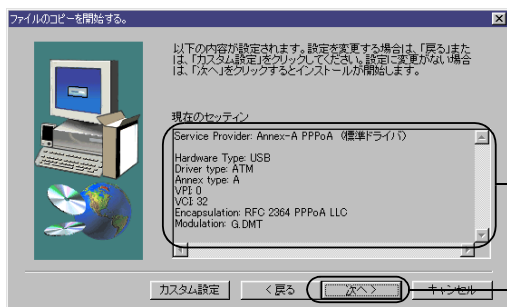 ファイルのコピーを開始する。
以下の内容が設定されます。設定を変更する場合は、「戻る」また
は、「カスタム設定」をクリックしてください。設定に変更がない場合
は、「次へ」をクリックするとインストールが開始します。
現在のセッティン
Service Provider: Annex-A PPPoA (標準ドライバ)
Hardware Type: USB
Driver type: ATM
Annex type: A
VPI: 0
VCI: 32
Encapsulation: RFC 2364 PPPoA LLC
Modulation: G.DMT
カスタム設定
< 戻る
次へ >
キャンセル